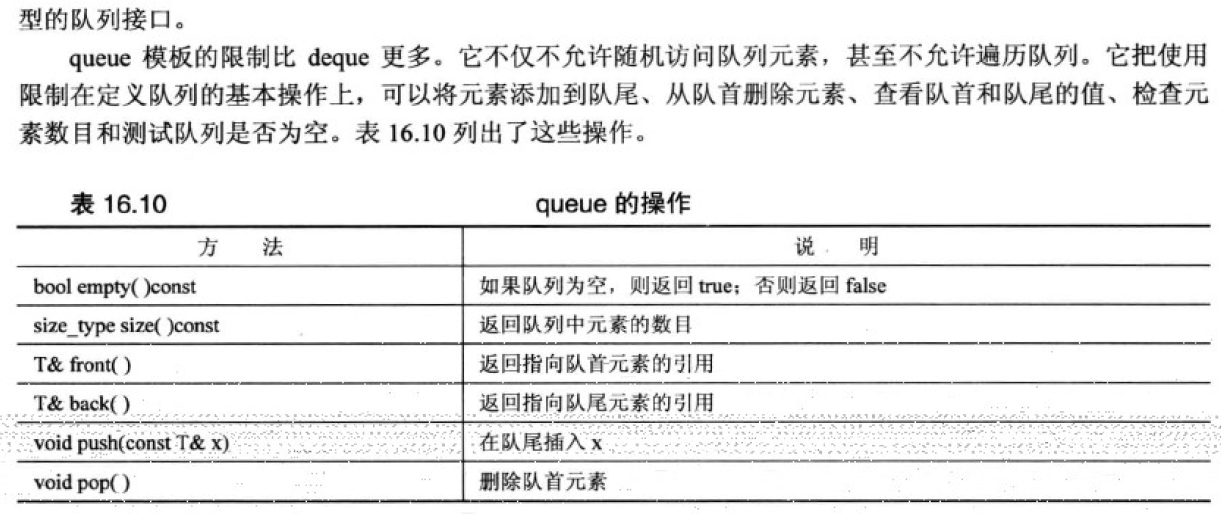 型的队列接口。
queue 模板的限制比 deque 更多。它不仅不允许随机访问队列元素，甚至不允许遍历队列。它把使用
限制在定义队列的基本操作上，可以将元素添加到队尾、从队首删除元素、查看队首和队尾的值、检查元
素数目和测试队列是否为空。表 16.10 列出了这些操作。
表 16.10 queue 的操作
方 法 说 明
bool empty( )const 如果队列为空，则返回 true；否则返回 false
size_type size( )const 返回队列中元素的数目
T& front( ) 返回指向队首元素的引用
T& back( ) 返回指向队尾元素的引用
void push(const T& x) 在队尾插入 x
void pop( ) 删除队首元素